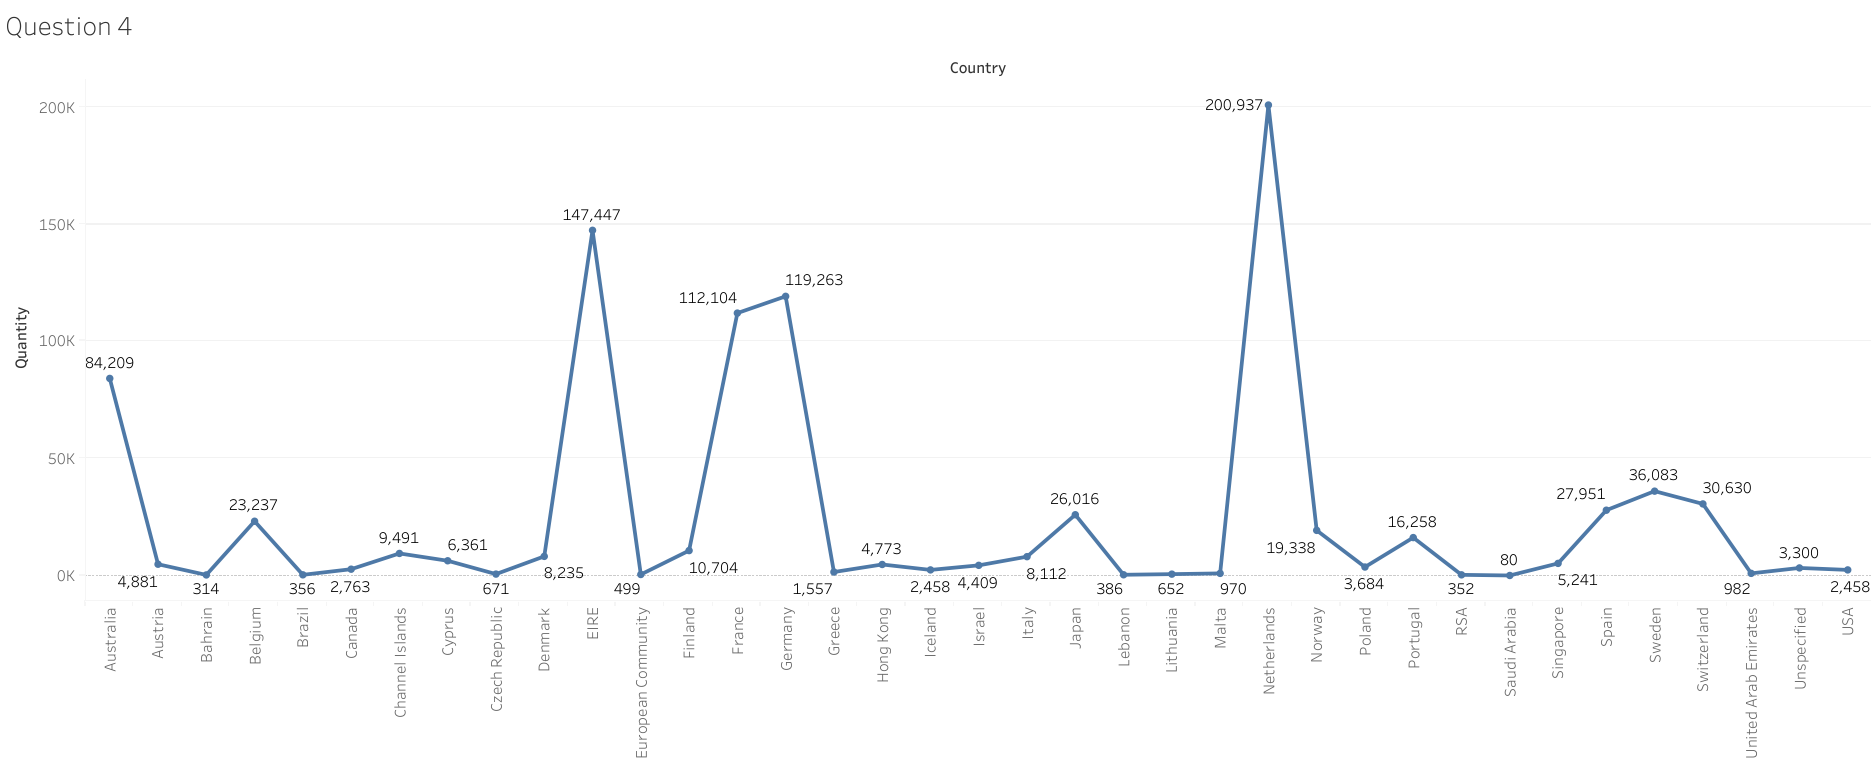 Question 4
Country
Quantity
200K
150K
100K
50K
0K
84,209
4,881
314
23,237
356
2,763
9,491
6,361
671
8,235
147,447
499
10,704
112,104
119,263
1,557
4,773
2,458
4,409
8,112
26,016
386
652
970
200,937
19,338
3,684
16,258
352
80
5,241
27,951
36,083
30,630
982
3,300
2,458
Australia
Austria
Bahrain
Belgium
Brazil
Canada
Channel Islands
Cyprus
Czech Republic
Denmark
EIRE
European Community
Finland
France
Germany
Greece
Hong Kong
Iceland
Israel
Italy
Japan
Lebanon
Lithuania
Malta
Netherlands
Norway
Poland
Portugal
RSA
Saudi Arabia
Singapore
Spain
Sweden
Switzerland
United Arab Emirates
Unspecified
USA